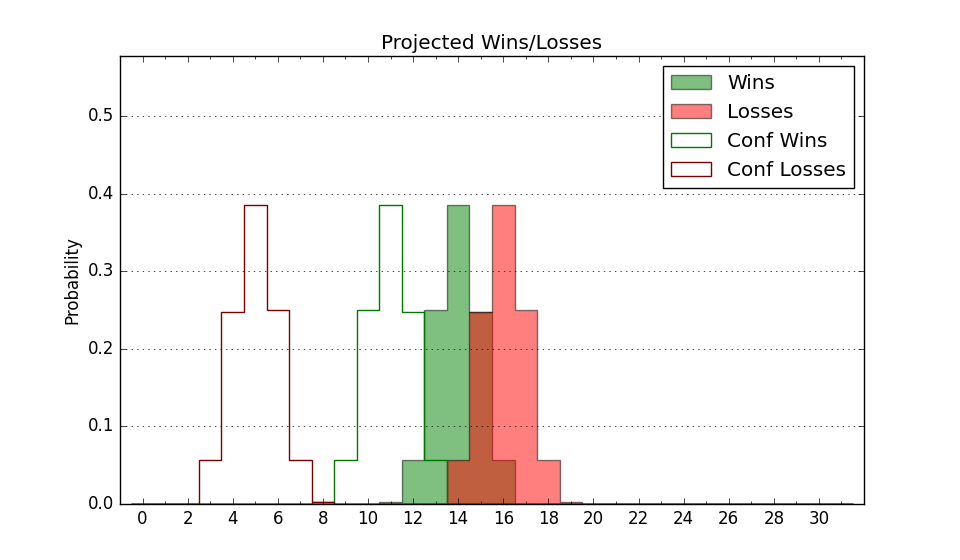 Projected Wins/Losses
Wins
Losses
Conf Wins
Conf Losses
Probability
0.5
0.4
0.3
0.2
0.1
0.0
0 2 4 6 8 10 12 14 16 18 20 22 24 26 28 30